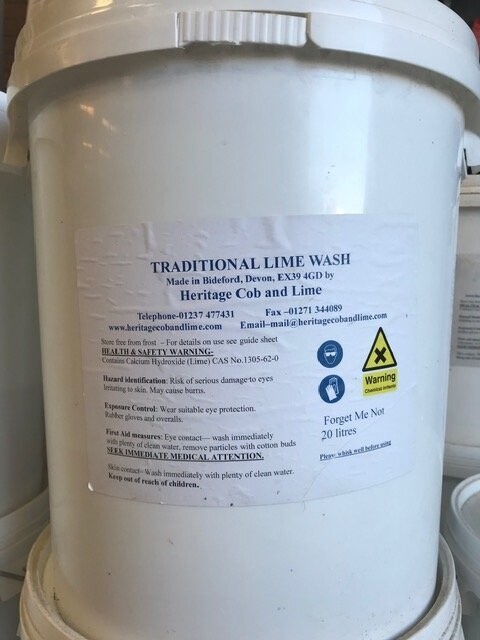 TRADITIONAL LIME WASH
Made in Bideford, Devon, EX39 4GD by
Heritage Cob and Lime
Telephone-01237 477431 Fax –01271 344089
www.heritagecobandlime.com Email–mail@heritagecobandlime.com
Store free from frost – For details on use see guide sheet
HEALTH & SAFETY WARNING-
Contains Calcium Hydroxide (Lime) CAS No.1305-62-0
Hazard identification: Risk of serious damage to eyes
Irritating to skin. May cause burns.
Exposure Control: Wear suitable eye protection.
Rubber gloves and overalls.
First Aid measures: Eye contact— wash immediately
with plenty of clean water, remove particles with cotton buds
SEEK IMMEDIATE MEDICAL ATTENTION.
Skin contact–Wash immediately with plenty of clean water.
Keep out of reach of children.
Warning
Chemical irritants
Forget Me Not
20 litres
whisk well before using